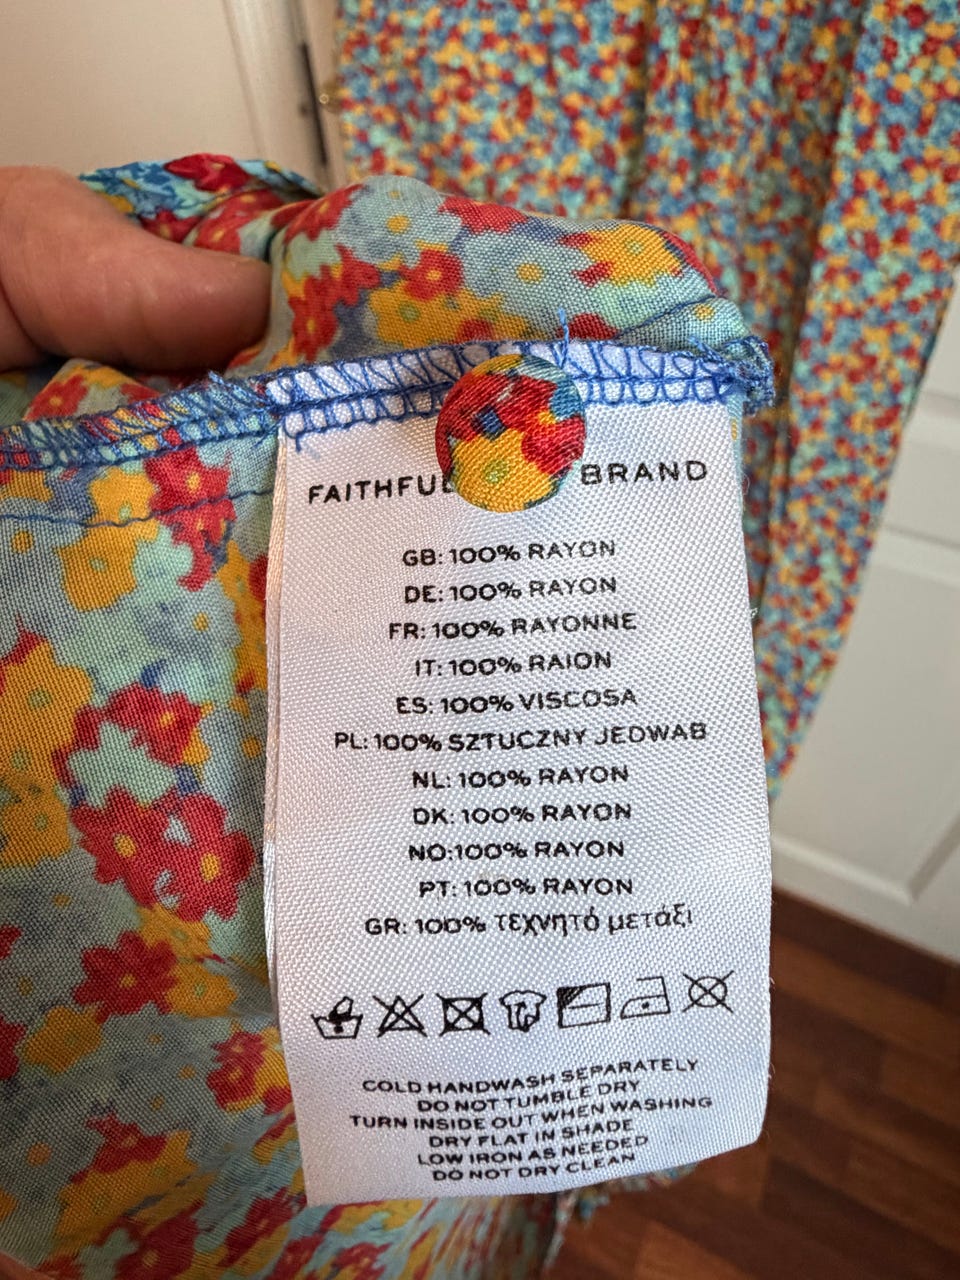 FAITHFUL BRAND
GB: 100% RAYON
DE: 100% RAYON
FR: 100% RAYONNE
IT: 100% RAION
ES: 100% VISCOSA
PL: 100% SZTUCZNY JEDWAB
NL: 100% RAYON
DK: 100% RAYON
NO:100% RAYON
PT: 100% RAYON
GR: 100% τεχνητό μετάξι
COLD HANDWASH SEPARATELY
DO NOT TUMBLE DRY
TURN INSIDE OUT WHEN WASHING
DRY FLAT IN SHADE
LOW IRON AS NEEDED
DO NOT DRY CLEAN